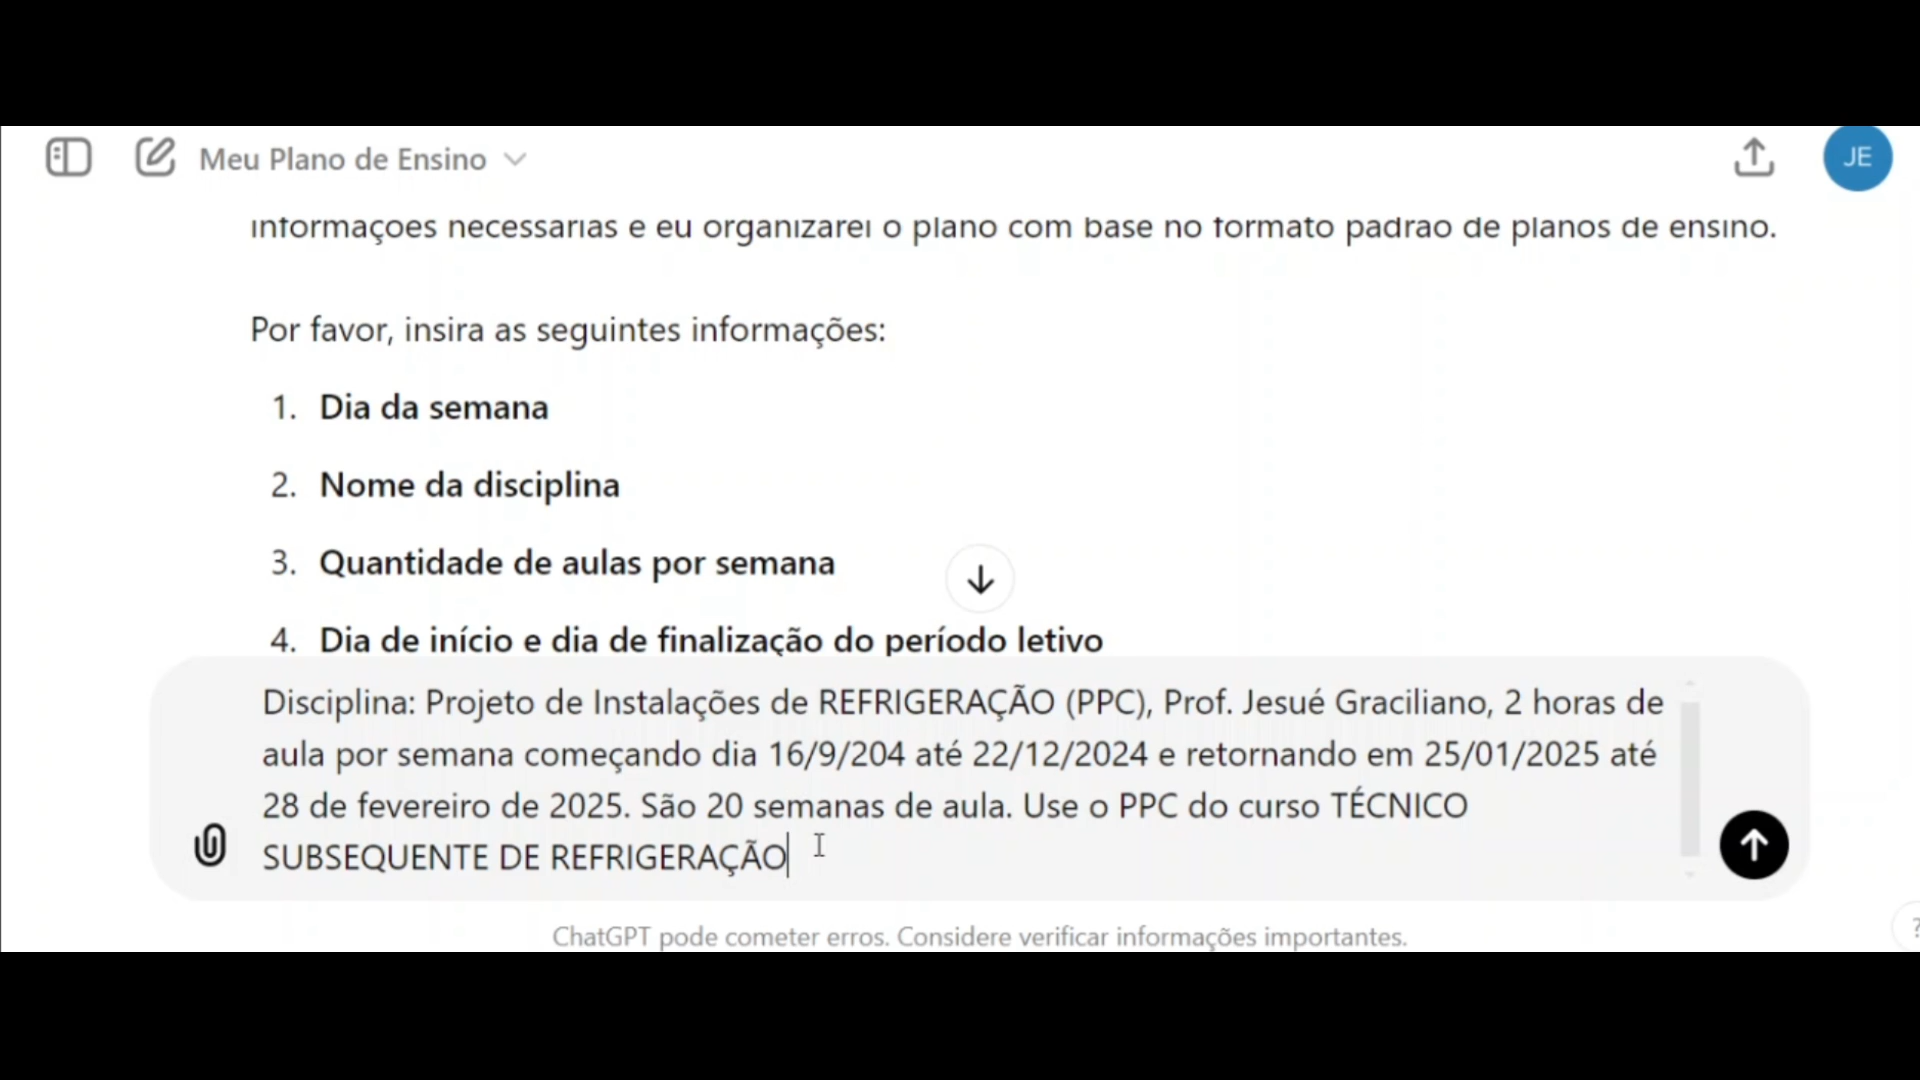 Meu Plano de Ensino
JE
informações necessárias e eu organizarei o plano com base no formato padrão de planos de ensino.
Por favor, insira as seguintes informações:
1. Dia da semana
2. Nome da disciplina
3. Quantidade de aulas por semana
4. Dia de início e dia de finalização do período letivo
Disciplina: Projeto de Instalações de REFRIGERAÇÃO (PPC), Prof. Jesué Graciliano, 2 horas de
aula por semana começando dia 16/9/204 até 22/12/2024 e retornando em 25/01/2025 até
28 de fevereiro de 2025. São 20 semanas de aula. Use o PPC do curso TÉCNICO
SUBSEQUENTE DE REFRIGERAÇÃO
ChatGPT pode cometer erros. Considere verificar informações importantes.
?